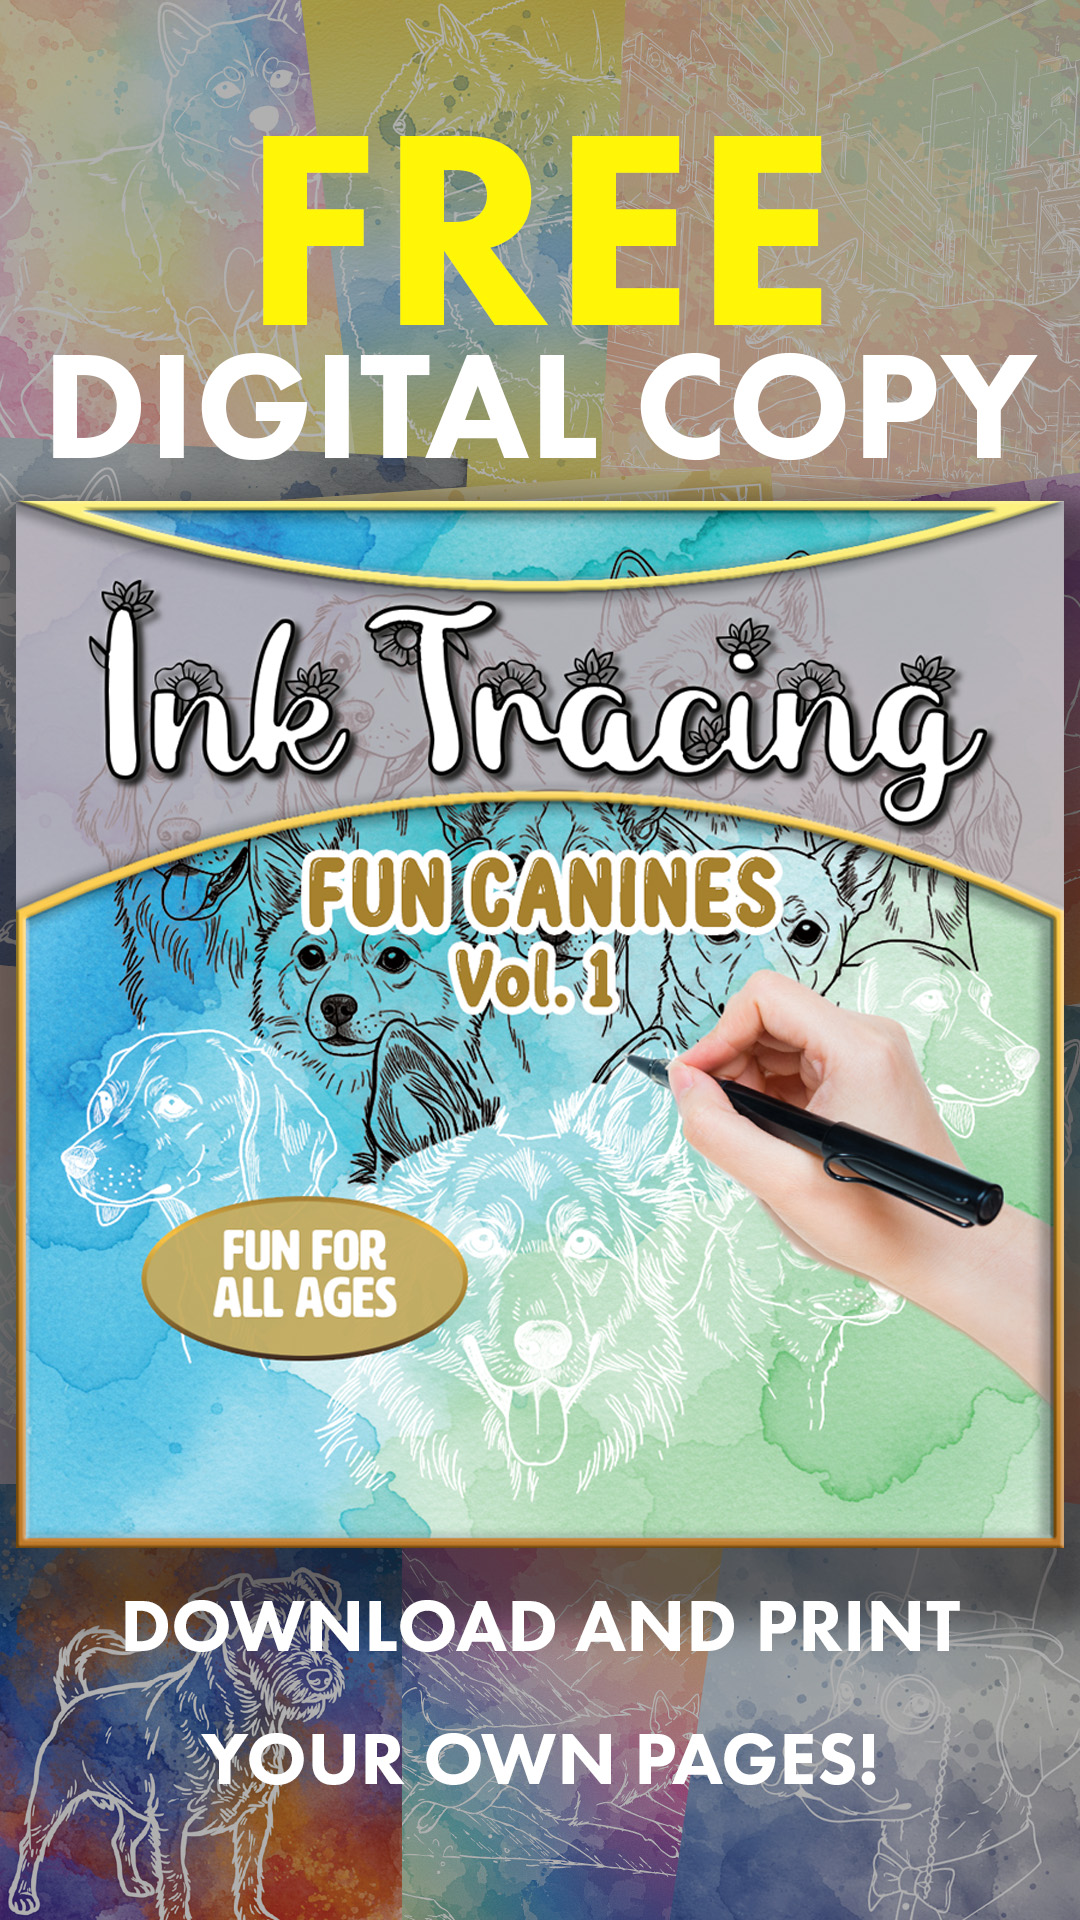 FREE
DIGITAL COPY
Ink Tracing
FUN CANINES
Vol. 1
FUN FOR
ALL AGES
DOWNLOAD AND PRINT
YOUR OWN PAGES!